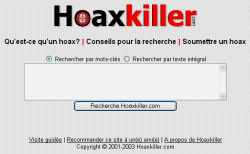 Hoaxkiller.com
Qu'est-ce qu'un hoax? | Conseils pour la recherche | Soumettre un hoax
Rechercher par mots-clés Rechercher par texte intégral
Recherche Hoaxkiller.com
Visite guidée | Recommander ce site à un(e) ami(e) | A propos de Hoaxkiller
Copyright © 2001-2003 Hoaxkiller.com